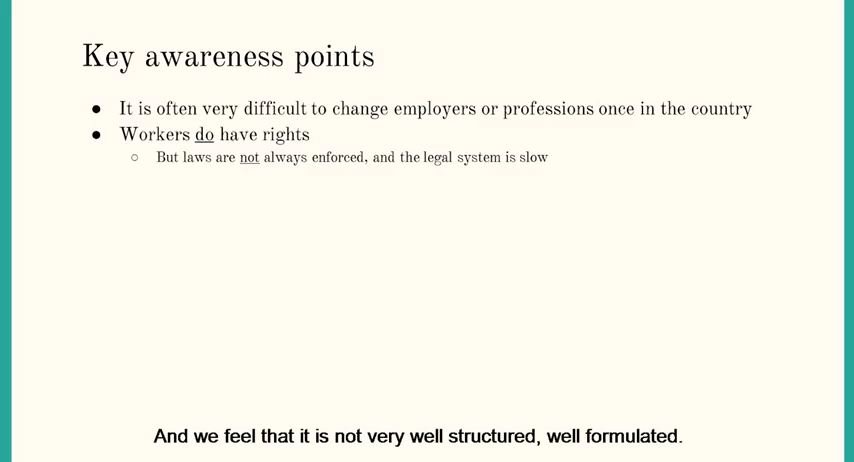 Key awareness points
● It is often very difficult to change employers or professions once in the country
● Workers do have rights
○ But laws are not always enforced, and the legal system is slow
And we feel that it is not very well structured, well formulated.